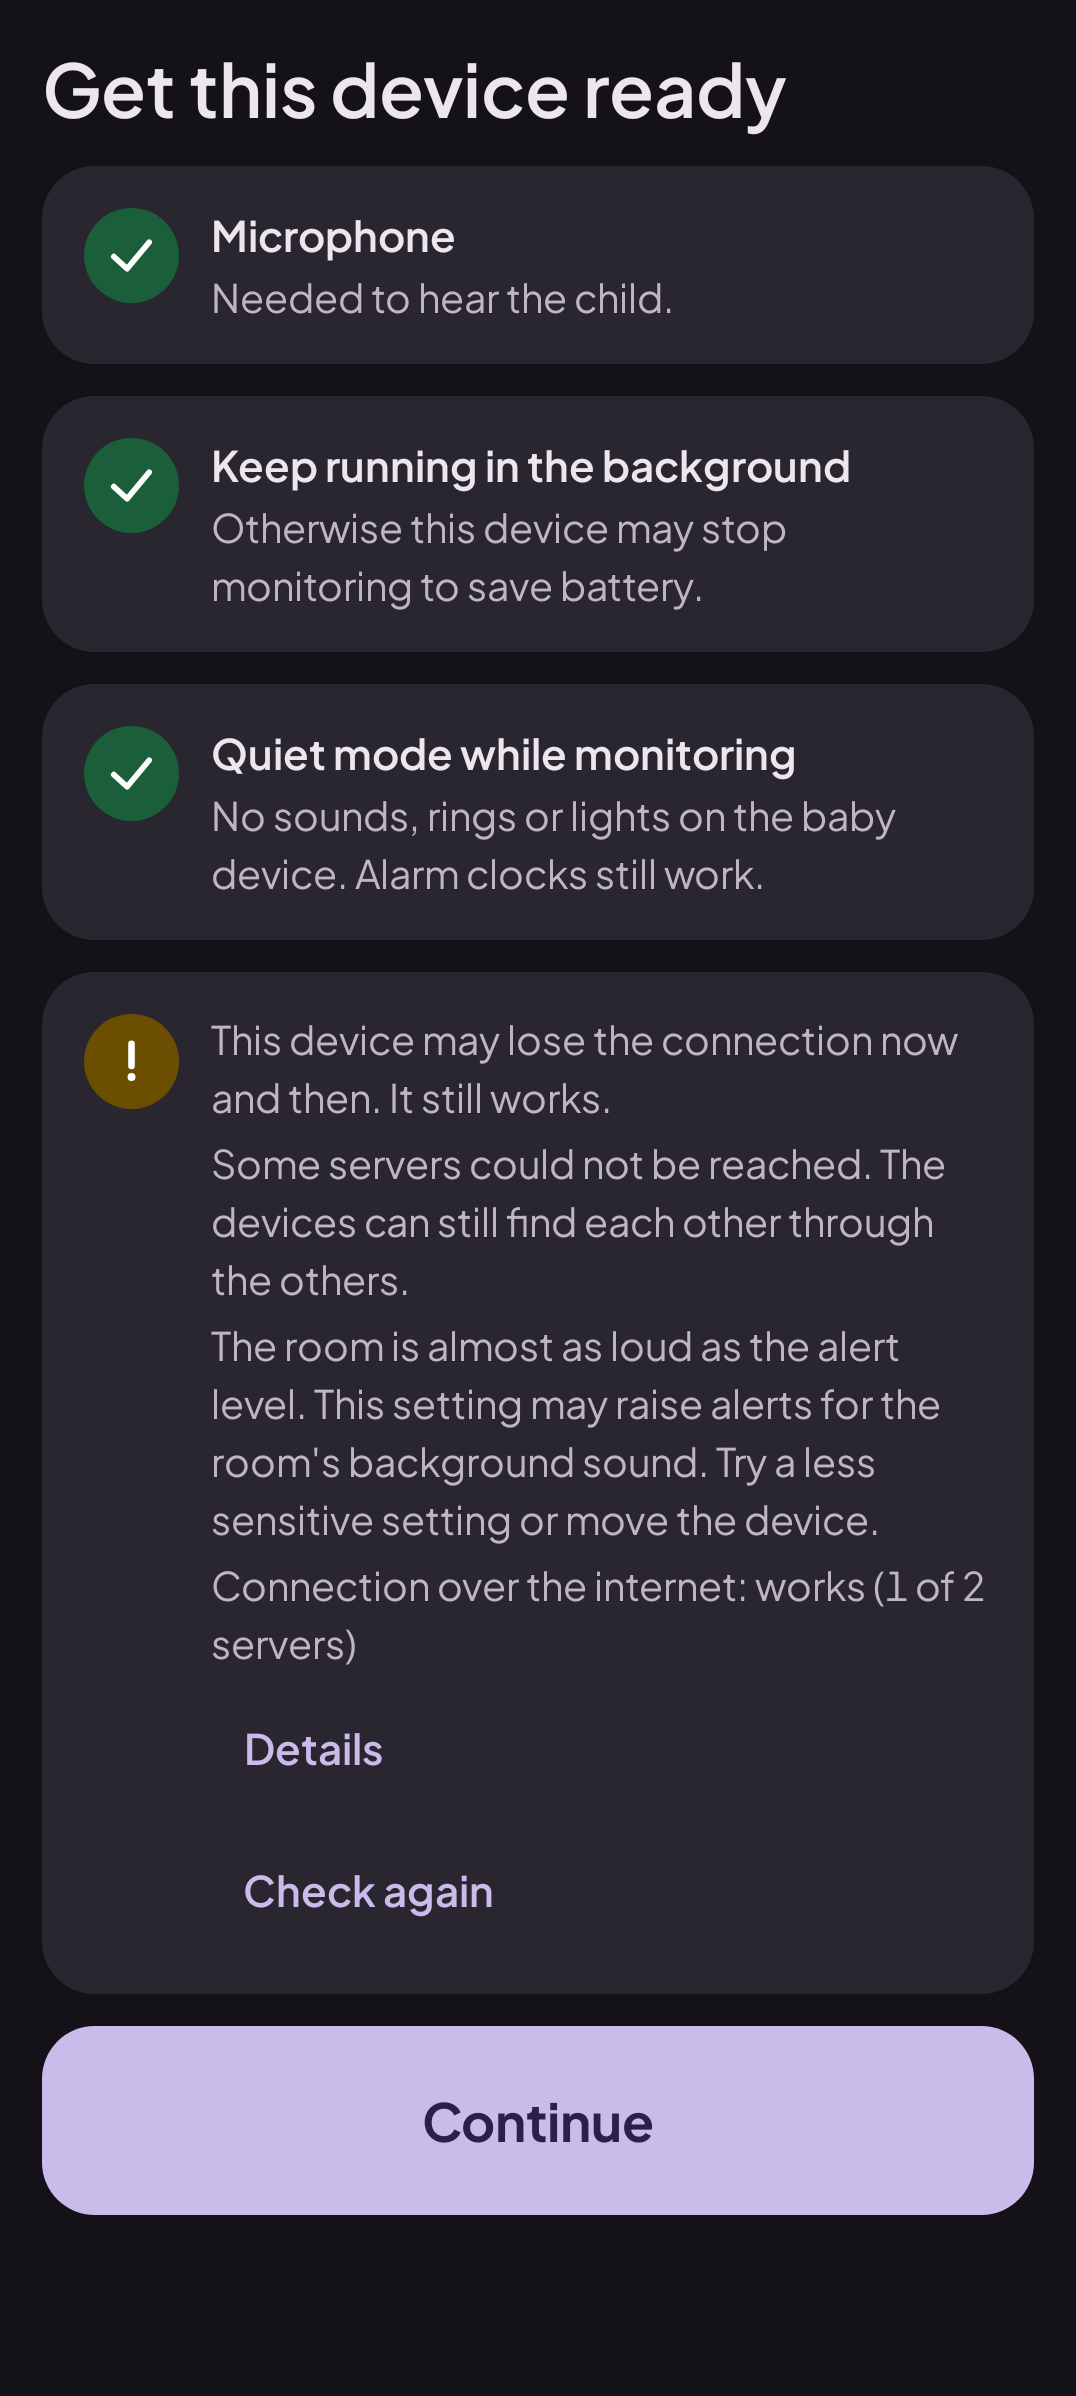 Get this device ready
Microphone
Needed to hear the child.
Keep running in the background
Otherwise this device may stop
monitoring to save battery.
Quiet mode while monitoring
No sounds, rings or lights on the baby
device. Alarm clocks still work.
This device may lose the connection now
and then. It still works.
Some servers could not be reached. The
devices can still find each other through
the others.
The room is almost as loud as the alert
level. This setting may raise alerts for the
room's background sound. Try a less
sensitive setting or move the device.
Connection over the internet: works (1 of 2
servers)
Details
Check again
Continue